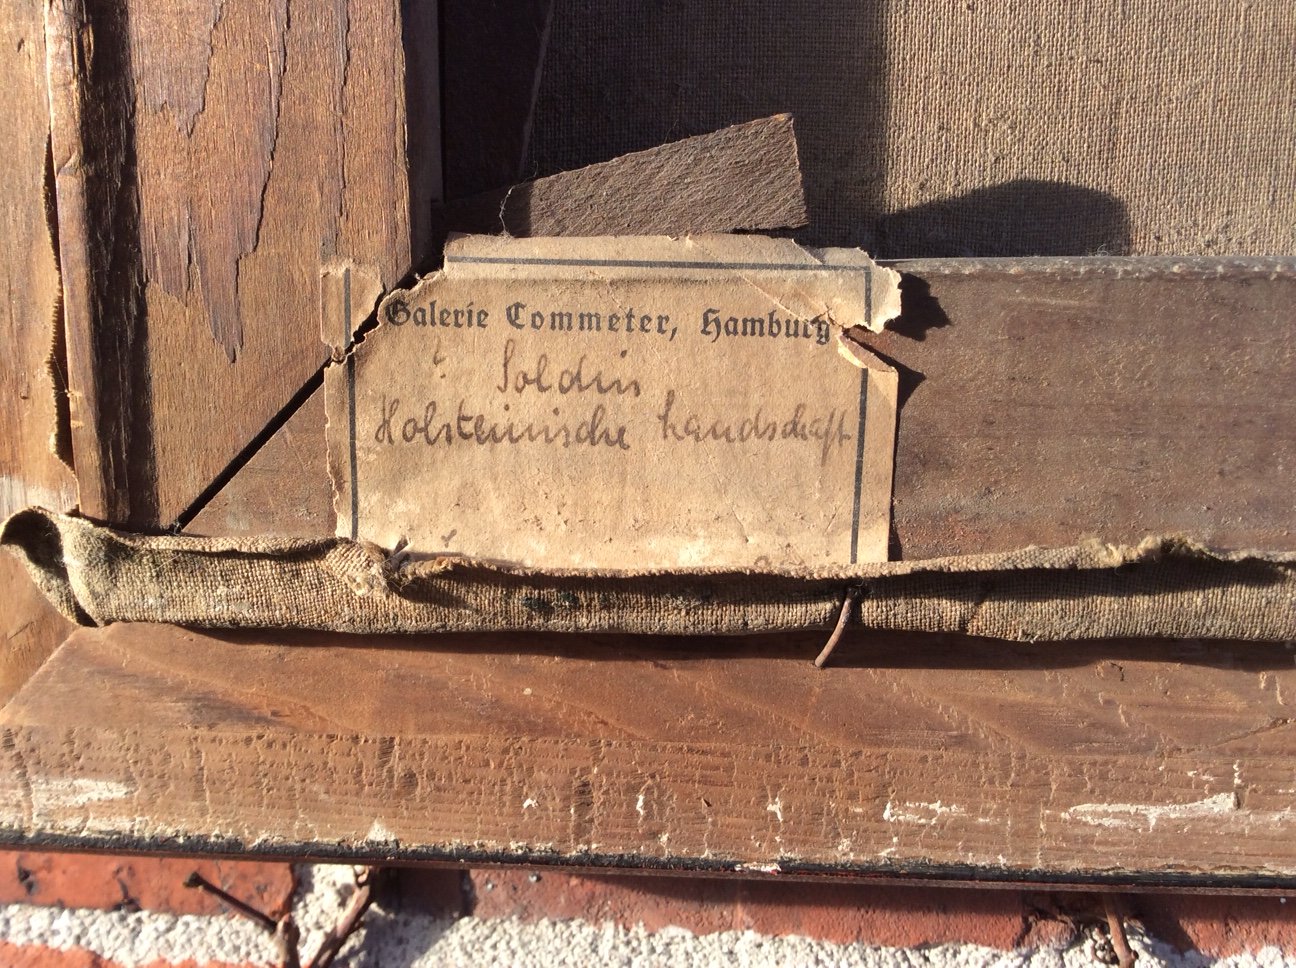 Galerie Commeter, Hamburg
Soldin
Holsteinische Landschaft